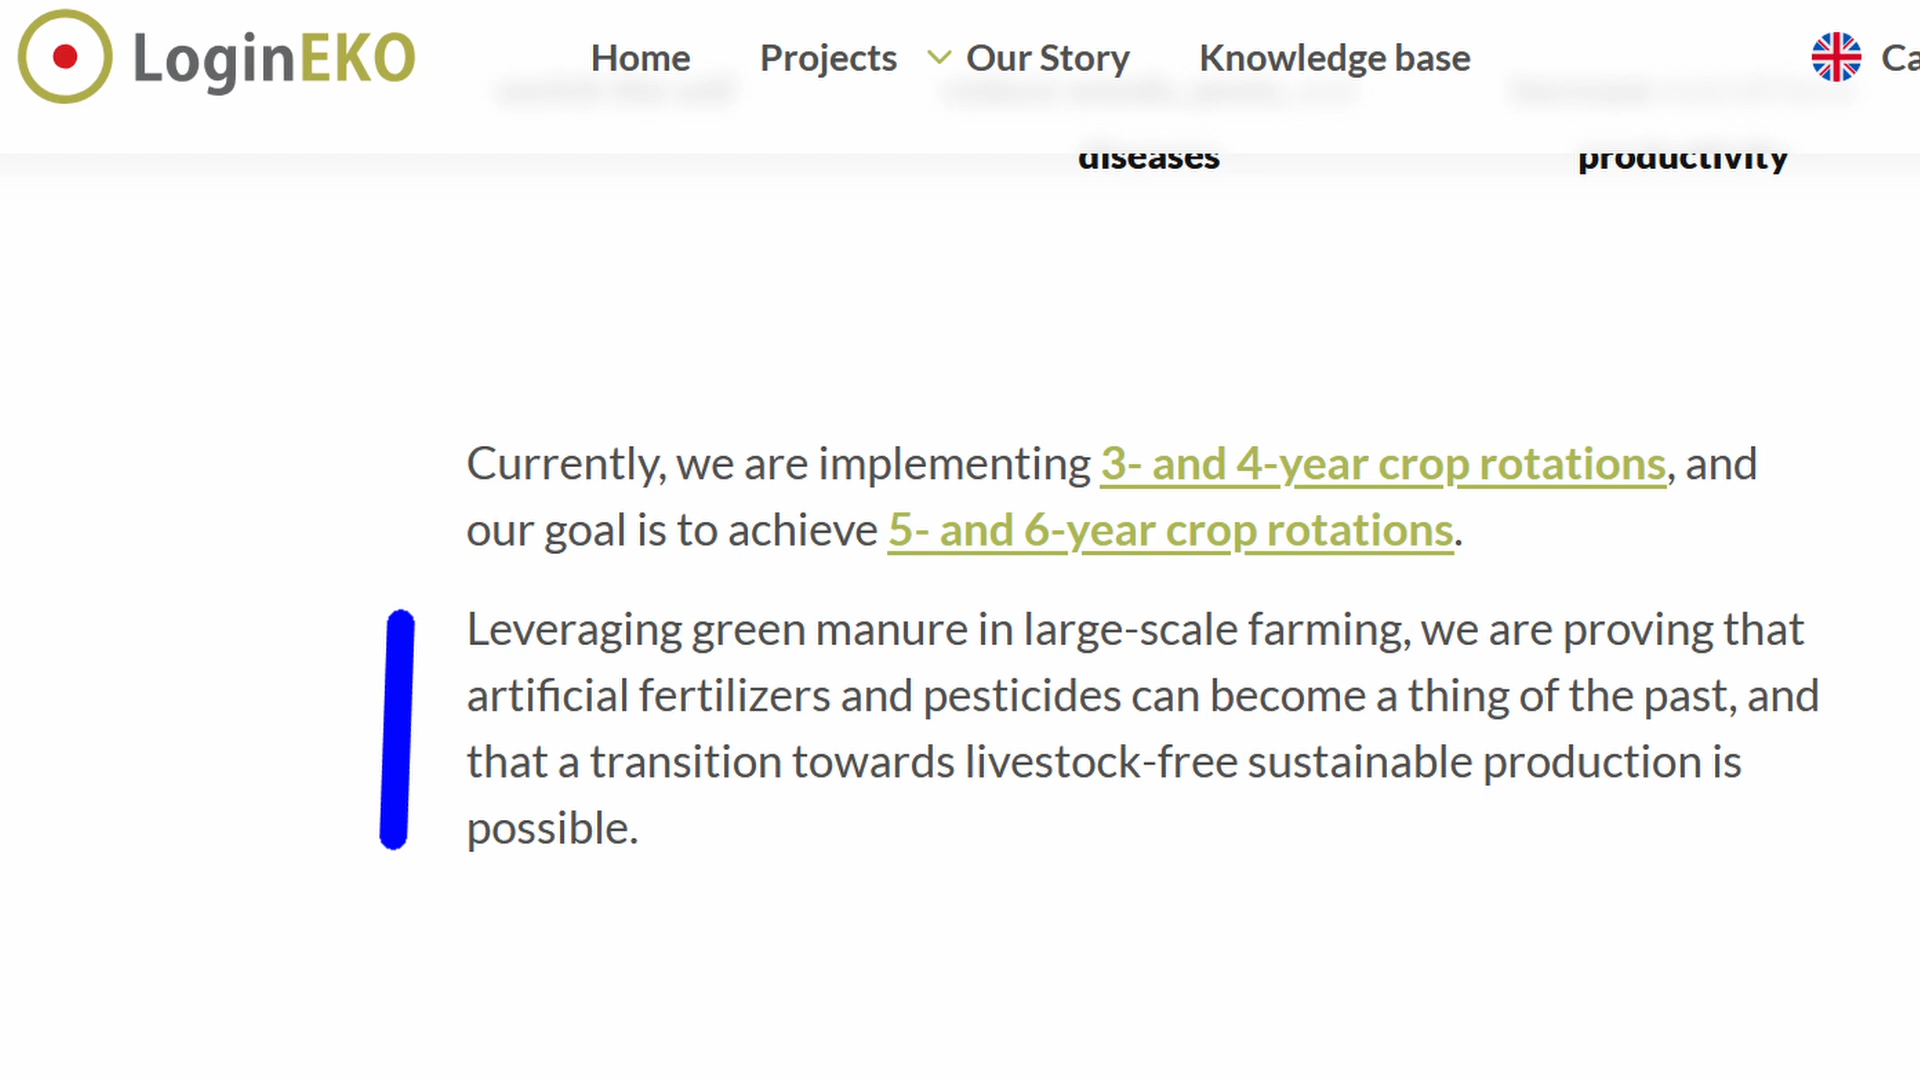 LoginEKO
Home Projects Our Story Knowledge base
diseases productivity
Currently, we are implementing 3- and 4-year crop rotations, and
our goal is to achieve 5- and 6-year crop rotations.
Leveraging green manure in large-scale farming, we are proving that
artificial fertilizers and pesticides can become a thing of the past, and
that a transition towards livestock-free sustainable production is
possible.